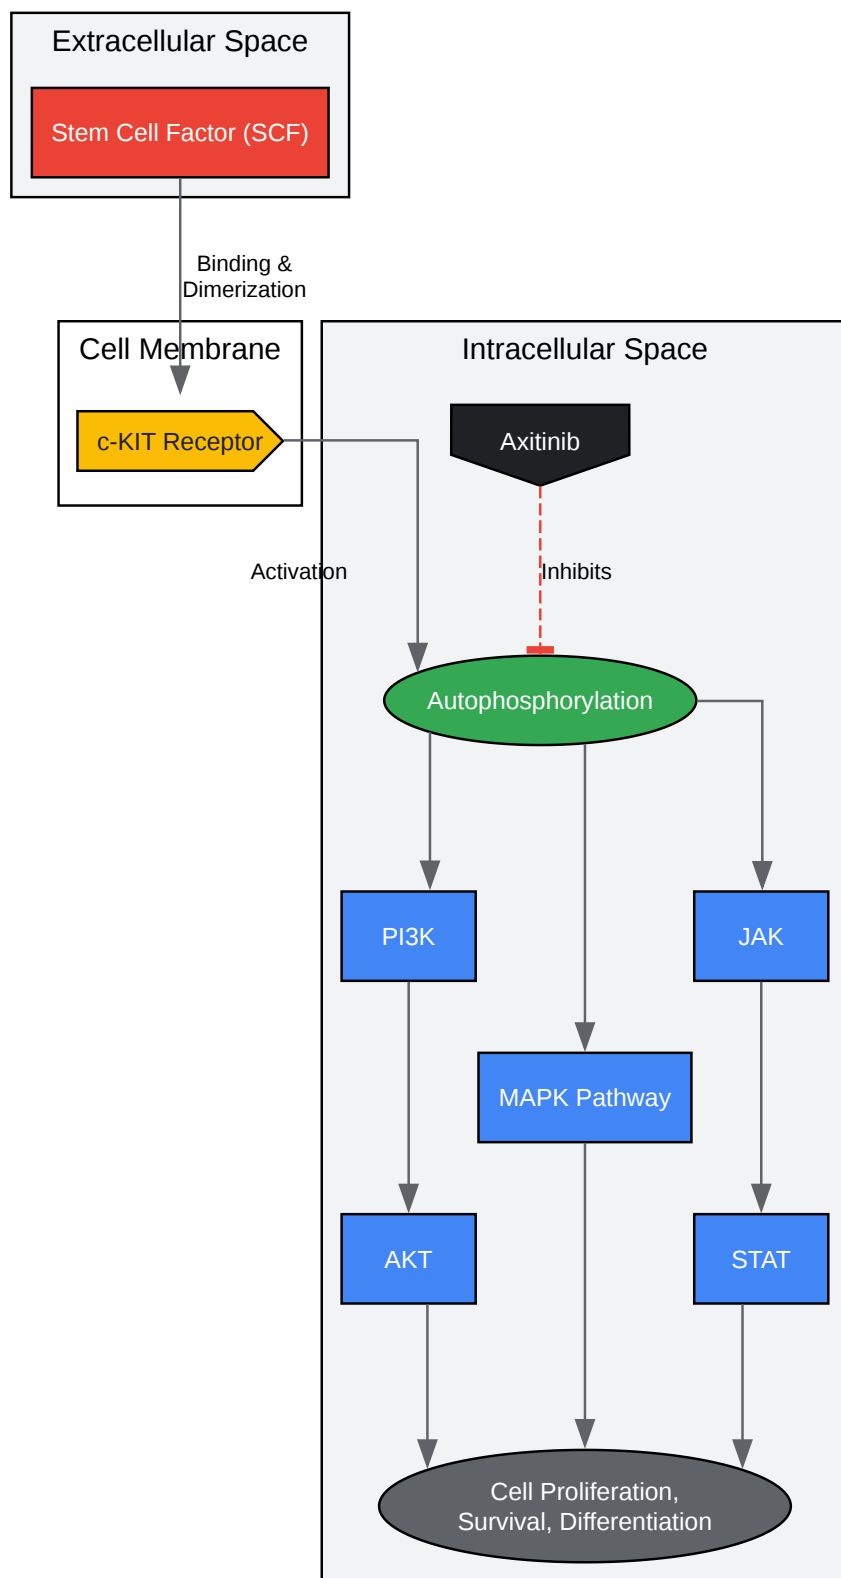 Extracellular Space
Stem Cell Factor (SCF)
Binding &
Dimerization
Cell Membrane
c-KIT Receptor
Intracellular Space
Axitinib
Activation
Inhibits
Autophosphorylation
PI3K
JAK
MAPK Pathway
AKT
STAT
Cell Proliferation,
Survival, Differentiation